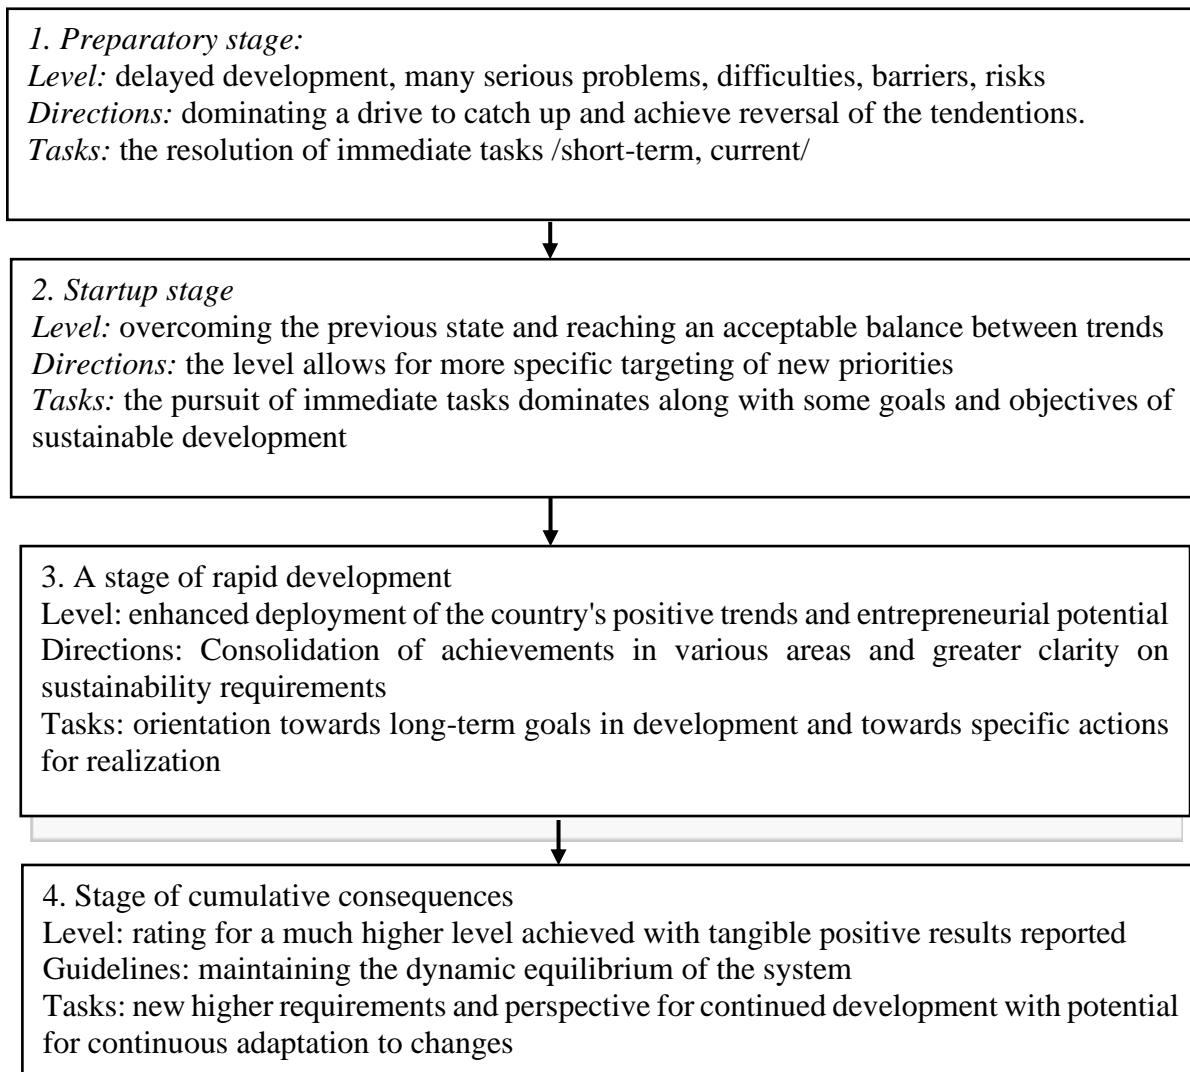 1. Preparatory stage:
Level: delayed development, many serious problems, difficulties, barriers, risks
Directions: dominating a drive to catch up and achieve reversal of the tendentions.
Tasks: the resolution of immediate tasks /short-term, current/
2. Startup stage
Level: overcoming the previous state and reaching an acceptable balance between trends
Directions: the level allows for more specific targeting of new priorities
Tasks: the pursuit of immediate tasks dominates along with some goals and objectives of
sustainable development
3. A stage of rapid development
Level: enhanced deployment of the country's positive trends and entrepreneurial potential
Directions: Consolidation of achievements in various areas and greater clarity on
sustainability requirements
Tasks: orientation towards long-term goals in development and towards specific actions
for realization
4. Stage of cumulative consequences
Level: rating for a much higher level achieved with tangible positive results reported
Guidelines: maintaining the dynamic equilibrium of the system
Tasks: new higher requirements and perspective for continued development with potential
for continuous adaptation to changes